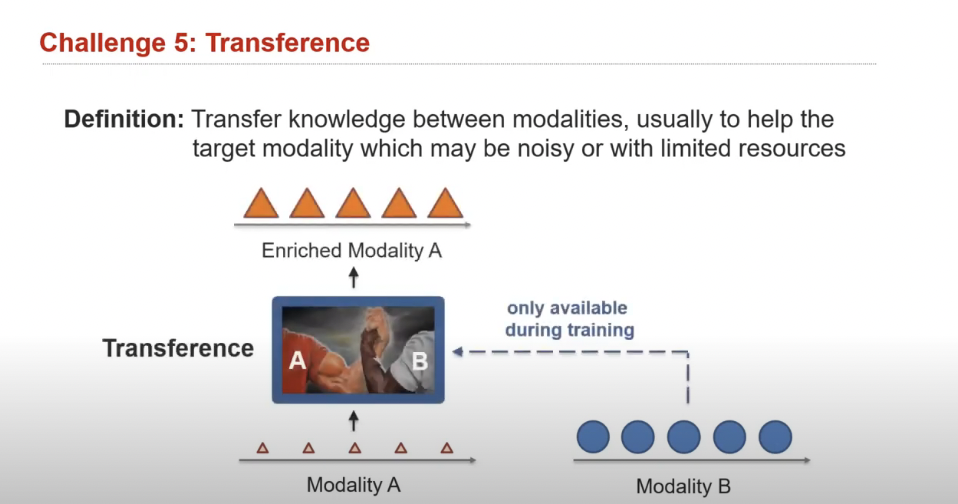 Challenge 5: Transference
Definition: Transfer knowledge between modalities, usually to help the
target modality which may be noisy or with limited resources
Enriched Modality A
only available
during training
Transference
A
B
Modality A
Modality B